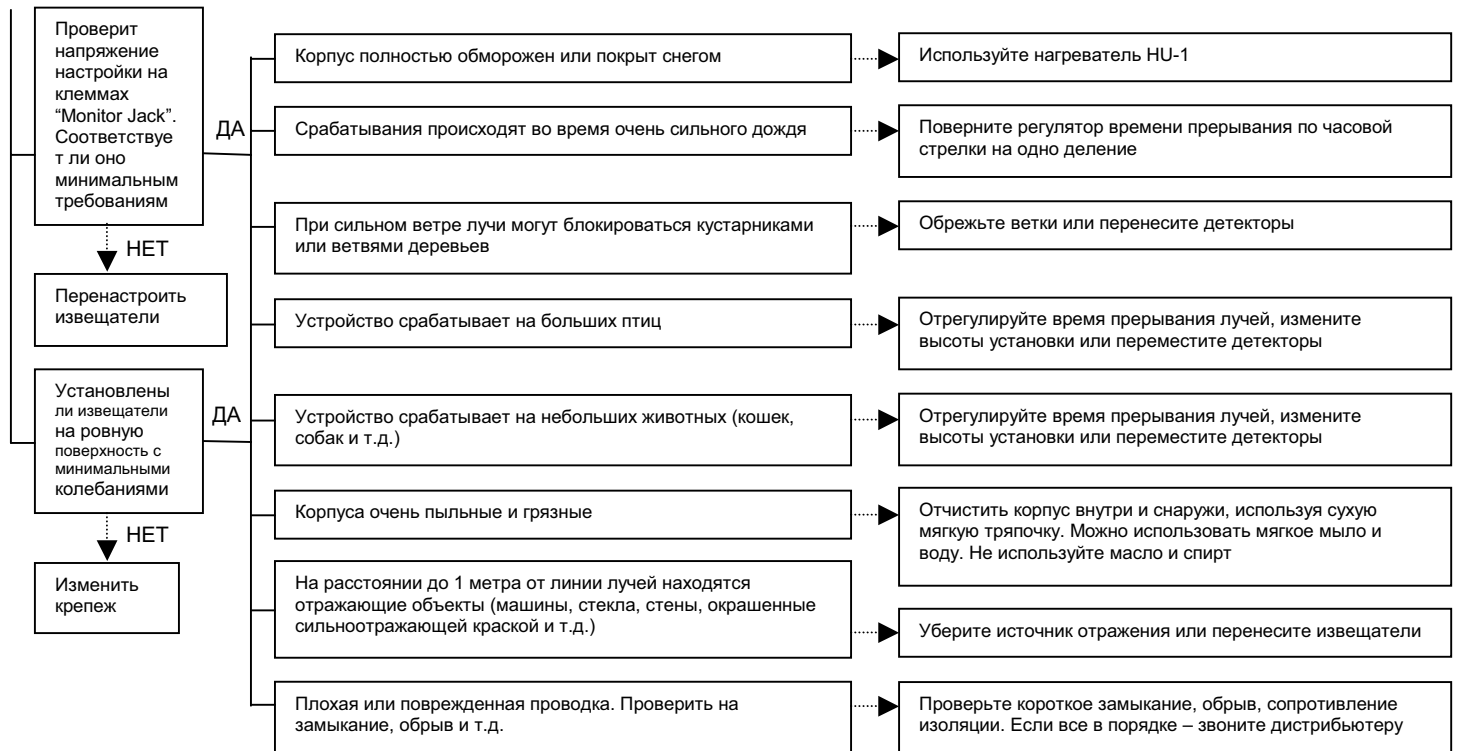 Проверит
напряжение
настройки на
клеммах
“Monitor Jack”.
Соответствуе
т ли оно
минимальным
требованиям
ДА
НЕТ
Перенастроить
извещатели
Установлены
ли извещатели
на ровную
поверхность с
минимальными
колебаниями
ДА
НЕТ
Изменить
крепеж
Корпус полностью обморожен или покрыт снегом
Используйте нагреватель HU-1
Срабатывания происходят во время очень сильного дождя
Поверните регулятор времени прерывания по часовой
стрелки на одно деление
При сильном ветре лучи могут блокироваться кустарниками
или ветвями деревьев
Обрежьте ветки или перенесите детекторы
Устройство срабатывает на больших птиц
Отрегулируйте время прерывания лучей, измените
высоты установки или переместите детекторы
Устройство срабатывает на небольших животных (кошек,
собак и т.д.)
Отрегулируйте время прерывания лучей, измените
высоты установки или переместите детекторы
Корпуса очень пыльные и грязные
Отчистить корпус внутри и снаружи, используя сухую
мягкую тряпочку. Можно использовать мягкое мыло и
воду. Не используйте масло и спирт
На расстоянии до 1 метра от линии лучей находятся
отражающие объекты (машины, стекла, стены, окрашенные
сильноотражающей краской и т.д.)
Уберите источник отражения или перенесите извещатели
Плохая или поврежденная проводка. Проверить на
замыкание, обрыв и т.д.
Проверьте короткое замыкание, обрыв, сопротивление
изоляции. Если все в порядке – звоните дистрибьютеру